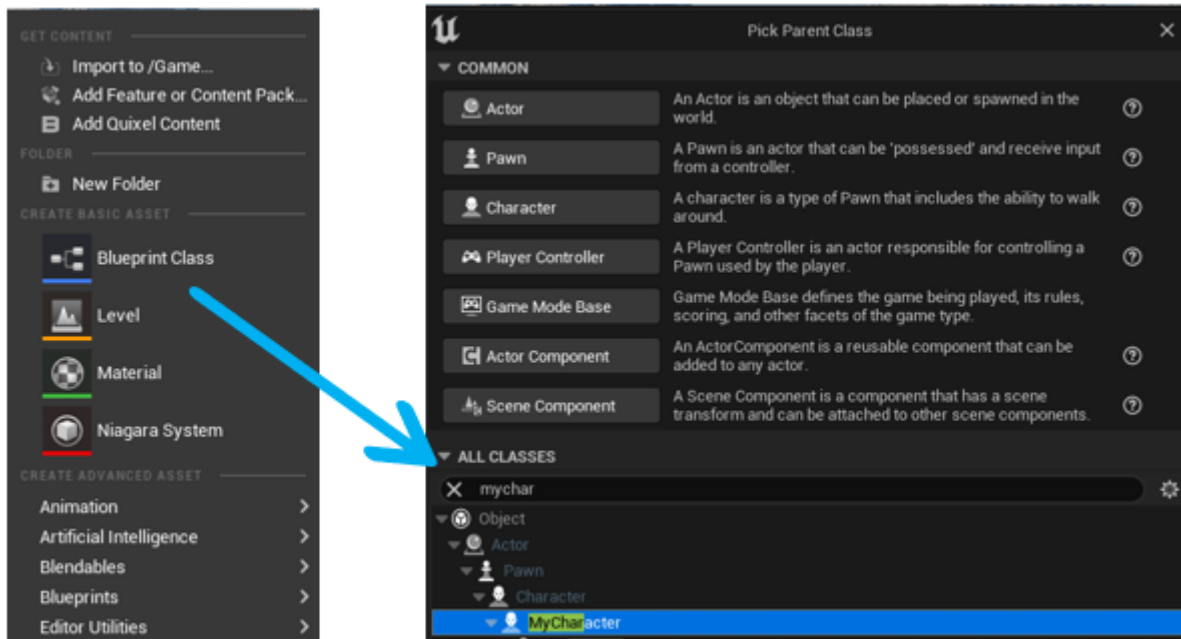 GET CONTENT
Import to /Game...
Add Feature or Content Pack...
Add Quixel Content
FOLDER
New Folder
CREATE BASIC ASSET
Blueprint Class
Level
Material
Niagara System
CREATE ADVANCED ASSET
Animation
Artificial Intelligence
Blendables
Blueprints
Editor Utilities
Pick Parent Class
COMMON
Actor
An Actor is an object that can be placed or spawned in the
world.
Pawn
A Pawn is an actor that can be 'possessed' and receive input
from a controller.
Character
A character is a type of Pawn that includes the ability to walk
around.
Player Controller
A Player Controller is an actor responsible for controlling a
Pawn used by the player.
Game Mode Base
Game Mode Base defines the game being played, its rules,
scoring, and other facets of the game type.
Actor Component
An ActorComponent is a reusable component that can be
added to any actor.
Scene Component
A Scene Component is a component that has a scene
transform and can be attached to other scene components.
ALL CLASSES
mychar
Object
Actor
Pawn
Character
MyCharacter